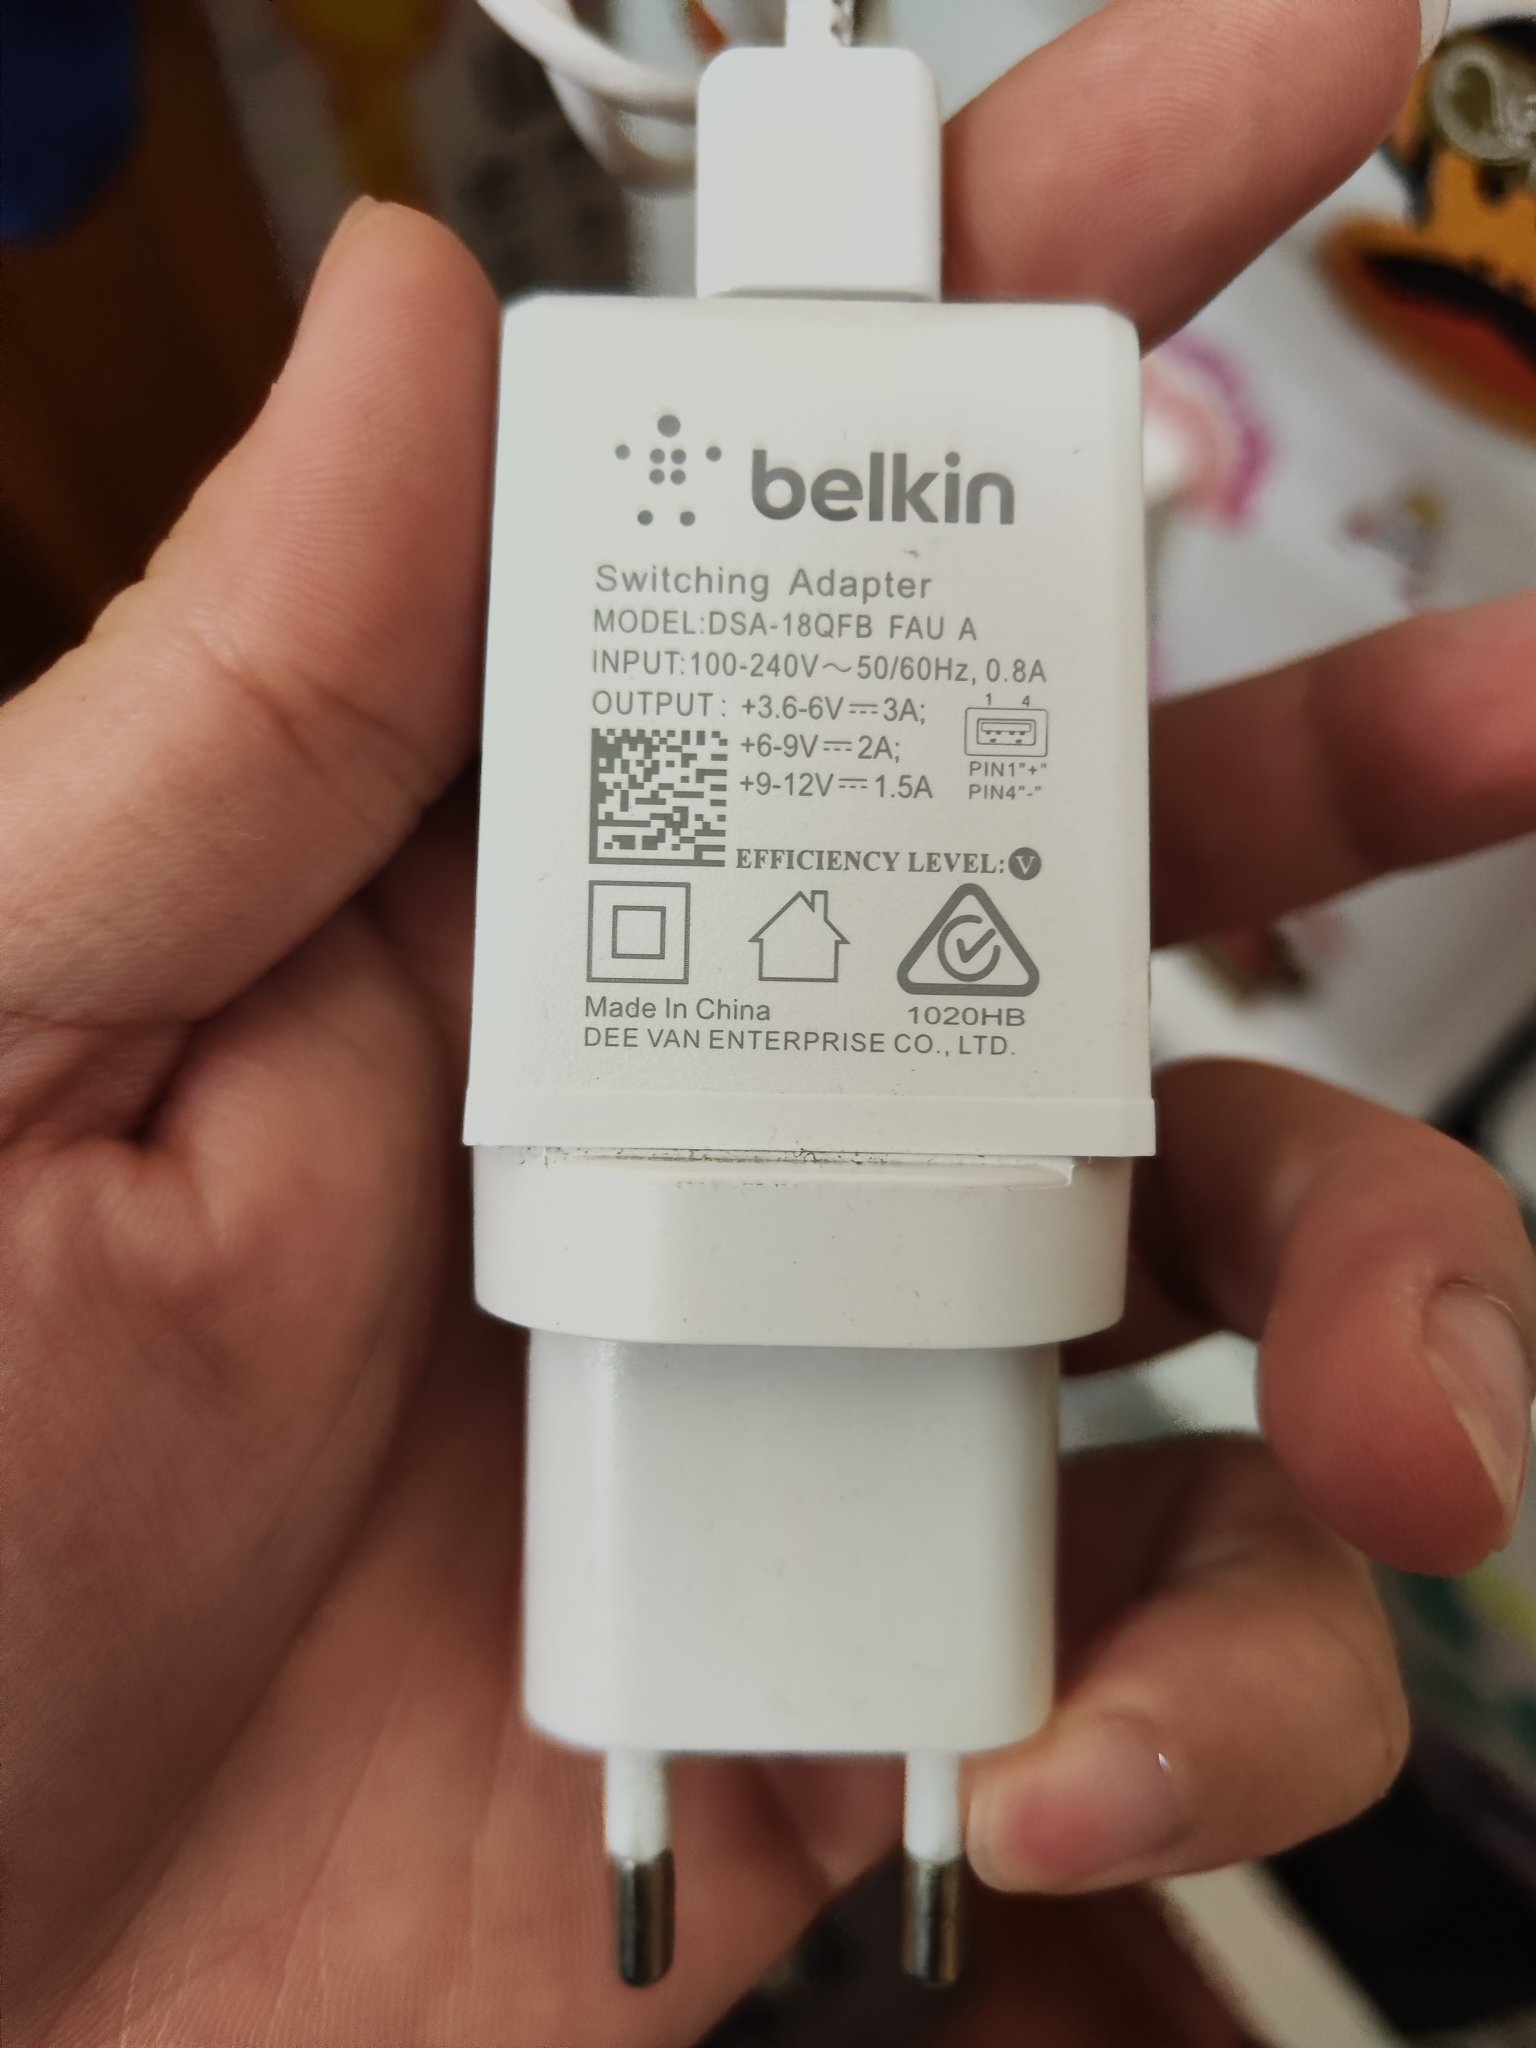 belkin
Switching Adapter
MODEL:DSA-18QFB FAU A
INPUT:100-240V～50/60Hz, 0.8A
OUTPUT: +3.6-6V⎓3A;
1 4
+6-9V⎓2A;
PIN1"+"
+9-12V⎓1.5A
PIN4"-"
EFFICIENCY LEVEL:V
Made In China
1020HB
DEE VAN ENTERPRISE CO., LTD.